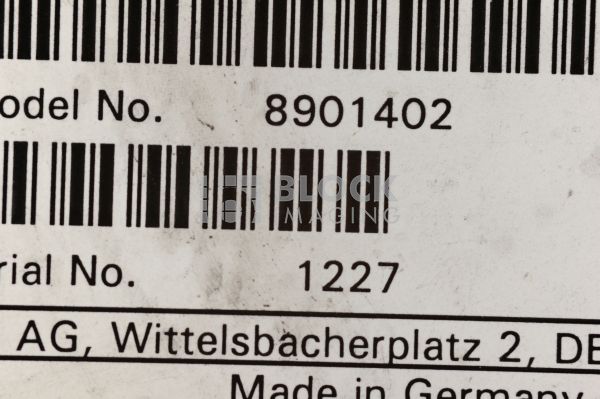 odel No. 8901402
BLOCK
IMAGING
rial No. 1227
AG, Wittelsbacherplatz 2, DE
Made in Germany